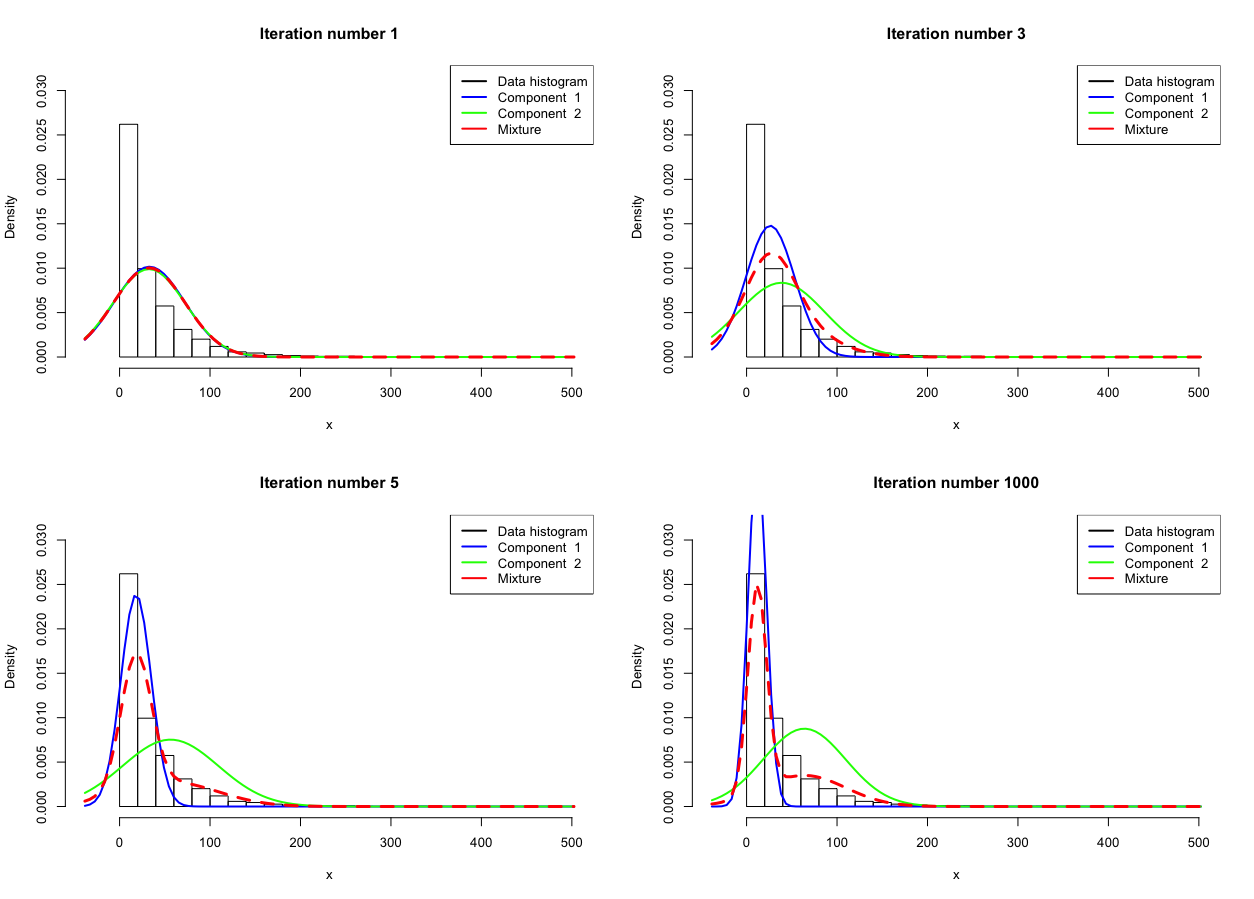 Iteration number 1
Data histogram
Component 1
Component 2
Mixture
Density
0.000 0.005 0.010 0.015 0.020 0.025 0.030
0 100 200 300 400 500
x
Iteration number 3
Data histogram
Component 1
Component 2
Mixture
Density
0.000 0.005 0.010 0.015 0.020 0.025 0.030
0 100 200 300 400 500
x
Iteration number 5
Data histogram
Component 1
Component 2
Mixture
Density
0.000 0.005 0.010 0.015 0.020 0.025 0.030
0 100 200 300 400 500
x
Iteration number 1000
Data histogram
Component 1
Component 2
Mixture
Density
0.000 0.005 0.010 0.015 0.020 0.025 0.030
0 100 200 300 400 500
x